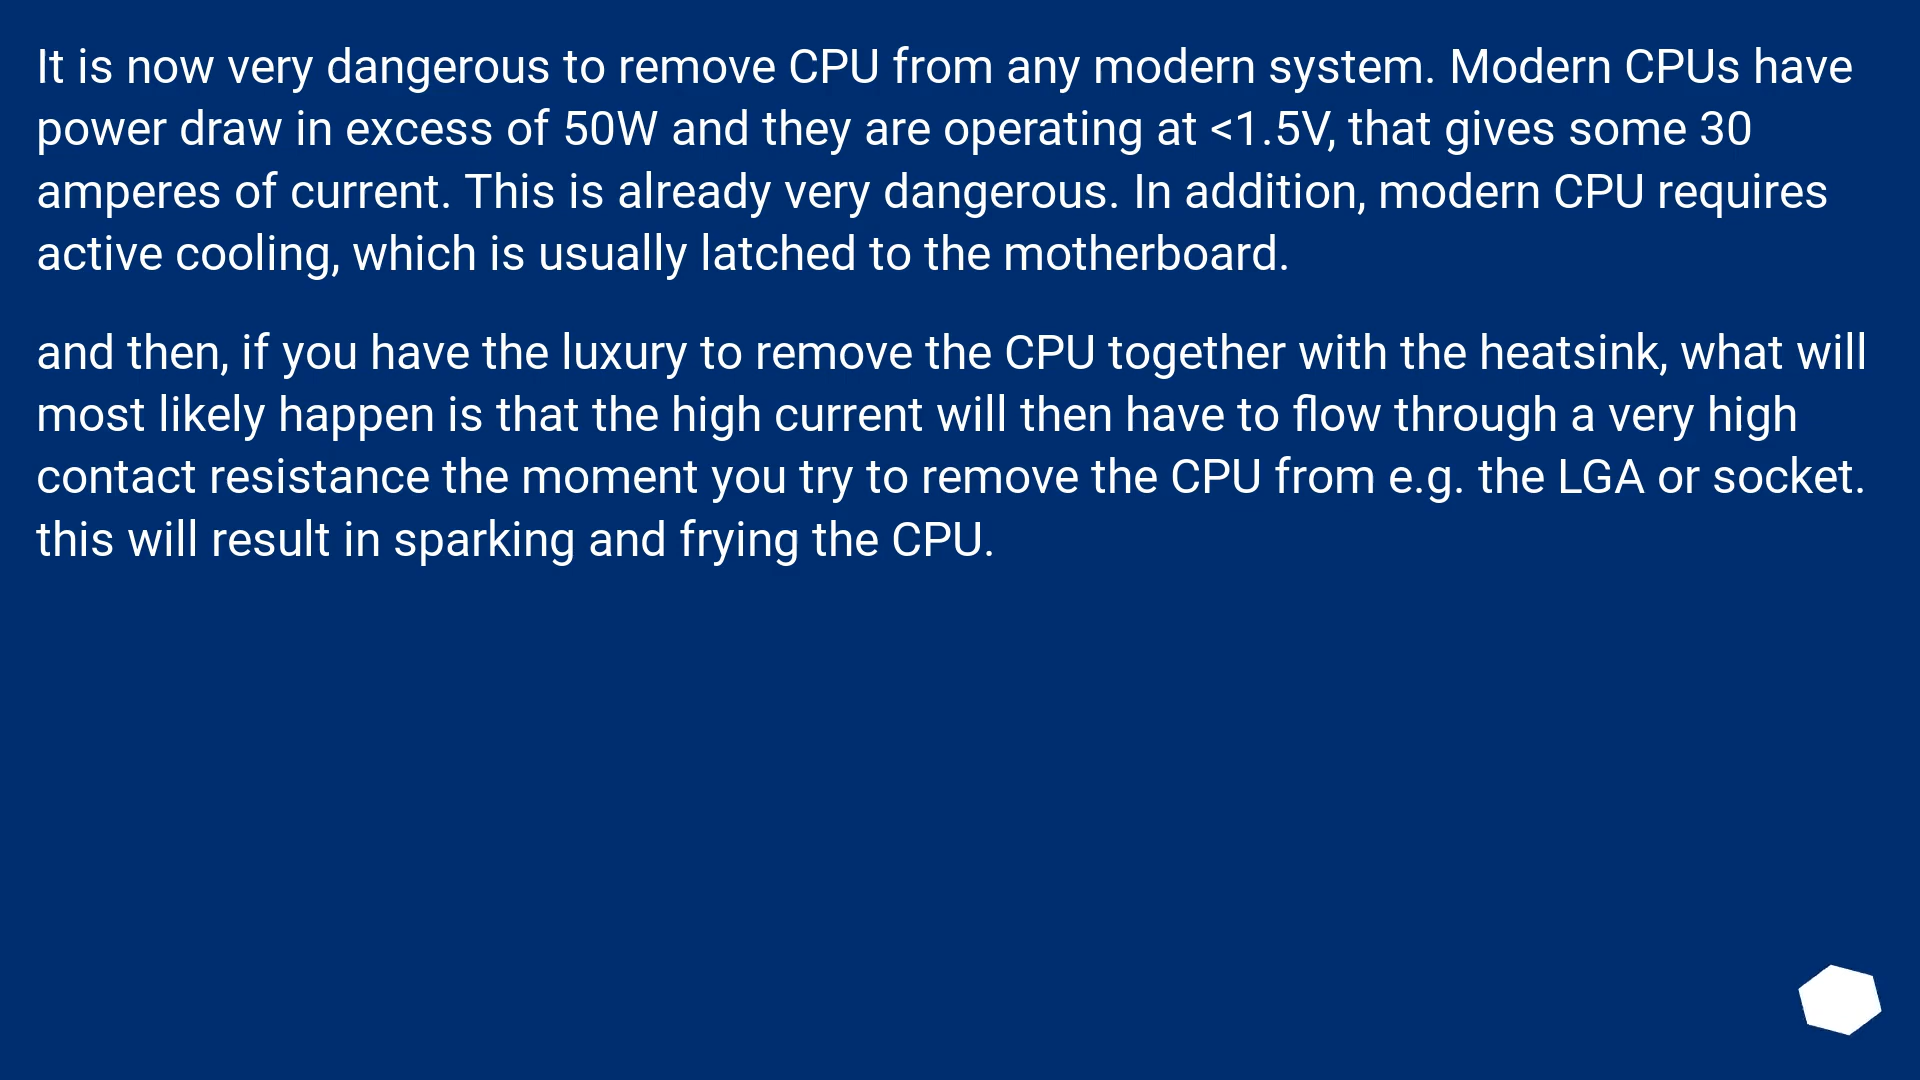 It is now very dangerous to remove CPU from any modern system. Modern CPUs have
power draw in excess of 50W and they are operating at <1.5V, that gives some 30
amperes of current. This is already very dangerous. In addition, modern CPU requires
active cooling, which is usually latched to the motherboard.
and then, if you have the luxury to remove the CPU together with the heatsink, what will
most likely happen is that the high current will then have to flow through a very high
contact resistance the moment you try to remove the CPU from e.g. the LGA or socket.
this will result in sparking and frying the CPU.